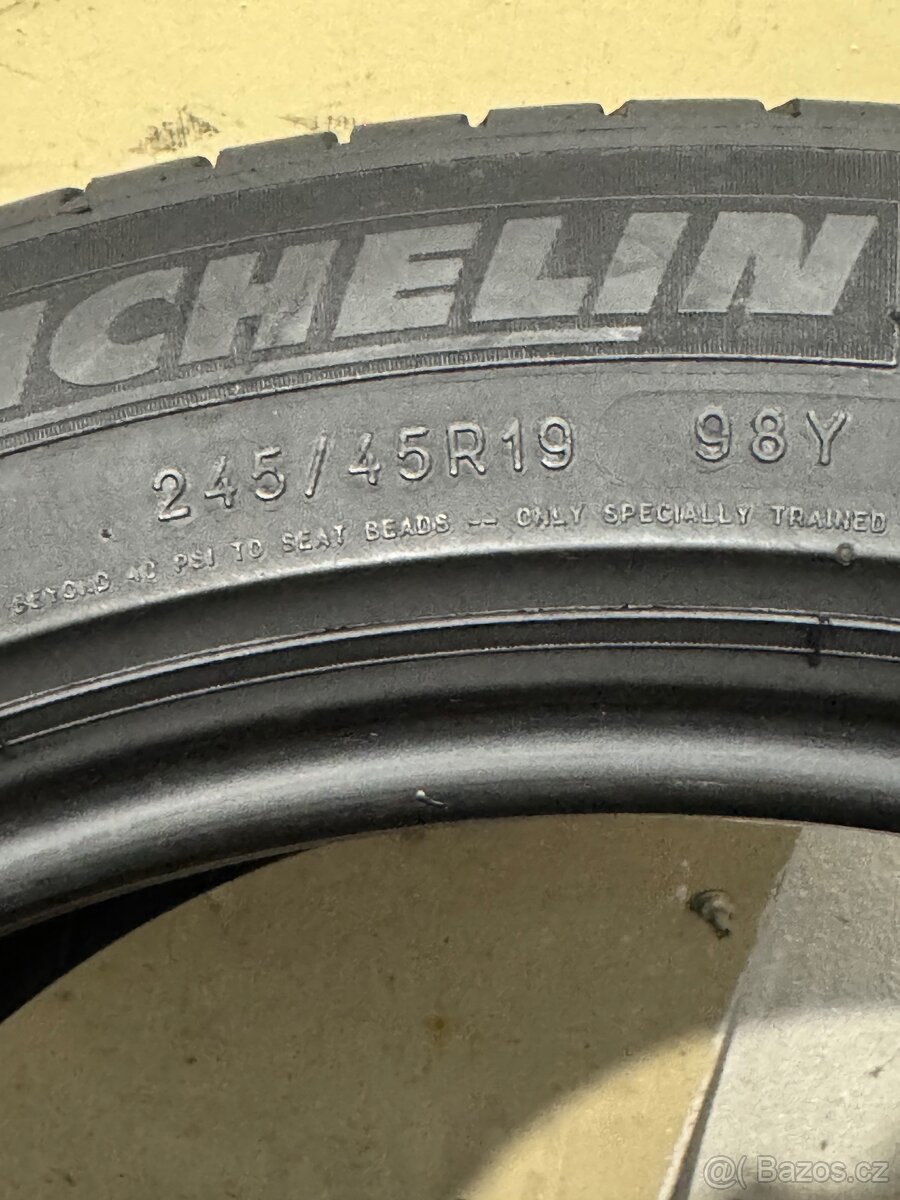 MICHELIN
245/45R19 98Y
BEYOND 40 PSI TO SEAT BEADS -- ONLY SPECIALLY TRAINED
@Bazos.cz